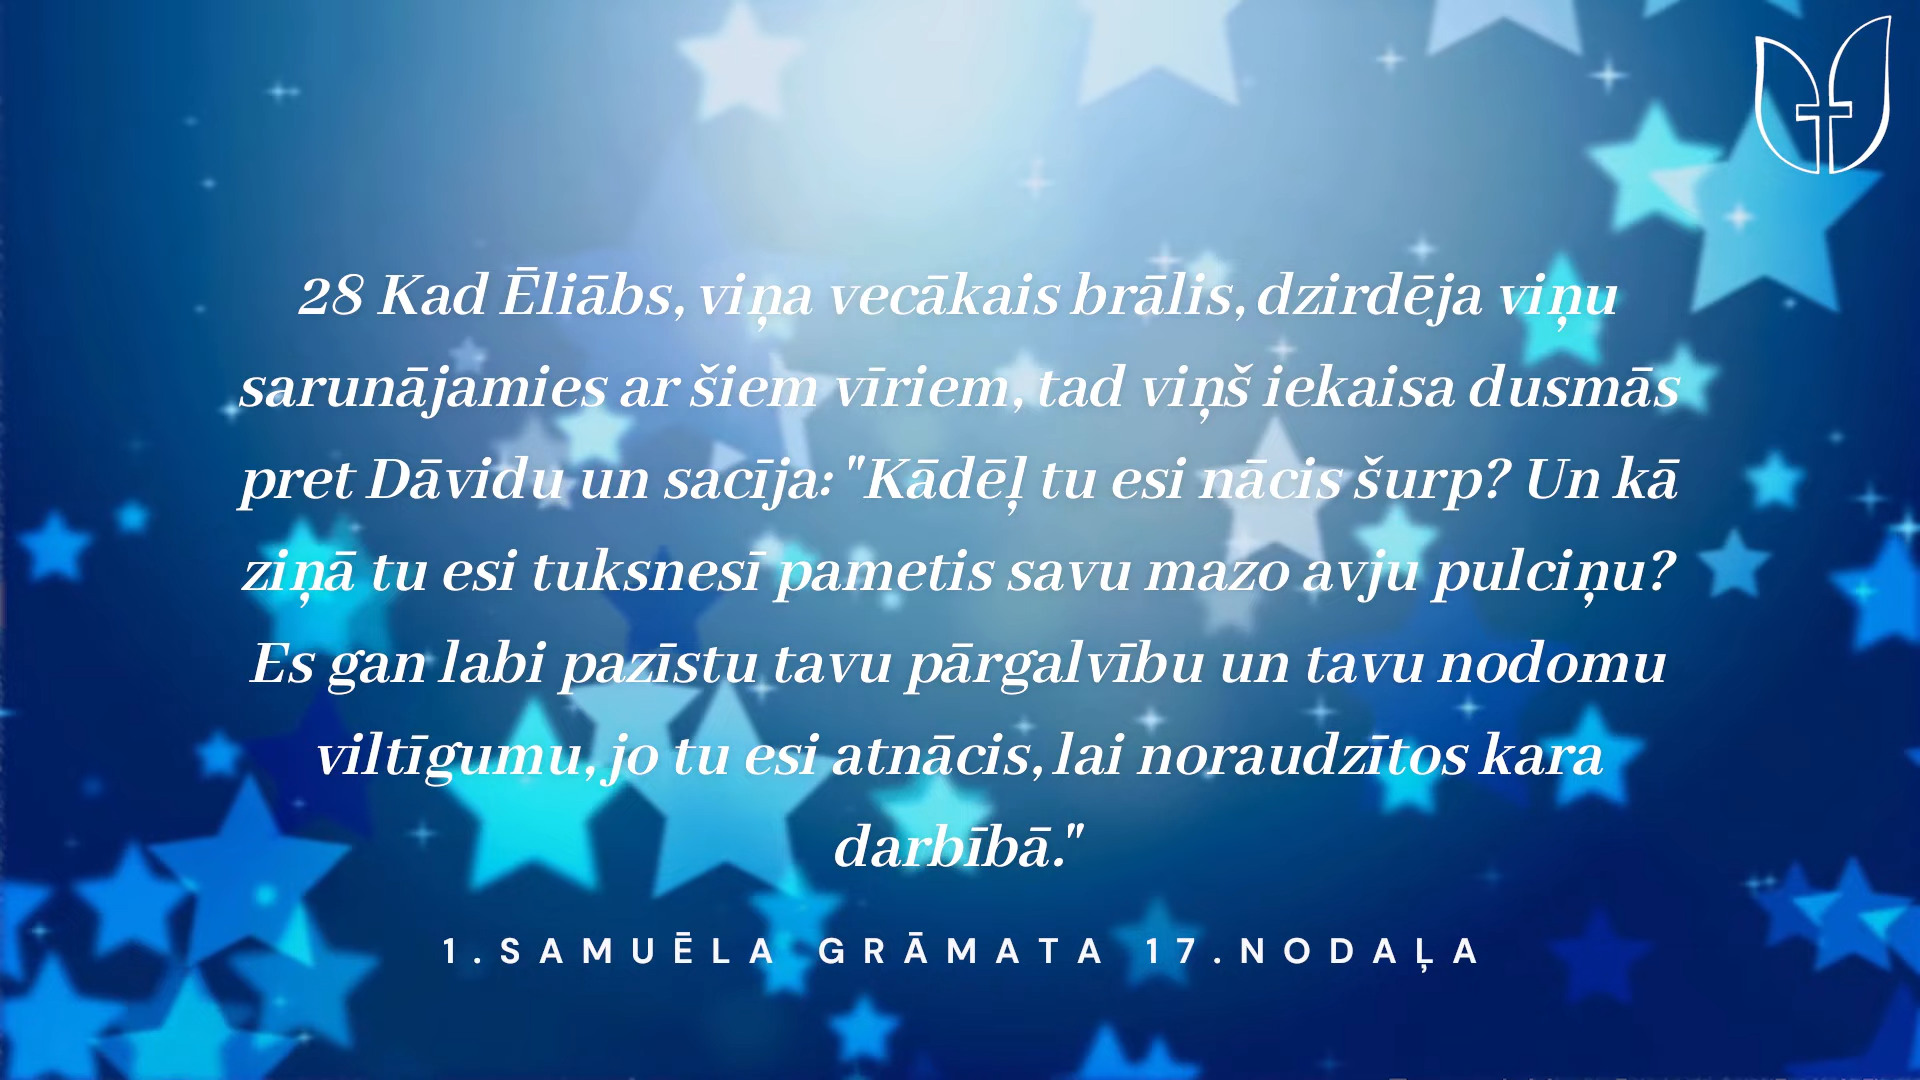 28 Kad Ēliābs, viņa vecākais brālis, dzirdēja viņu
sarunājamies ar šiem vīriem, tad viņš iekaisa dusmās
pret Dāvidu un sacīja: "Kādēļ tu esi nācis šurp? Un kā
ziņā tu esi tuksnesī pametis savu mazo avju pulciņu?
Es gan labi pazīstu tavu pārgalvību un tavu nodomu
viltīgumu, jo tu esi atnācis, lai noraudzītos kara
darbībā."
1.SAMUĒLA GRĀMATA 17.NODAĻA